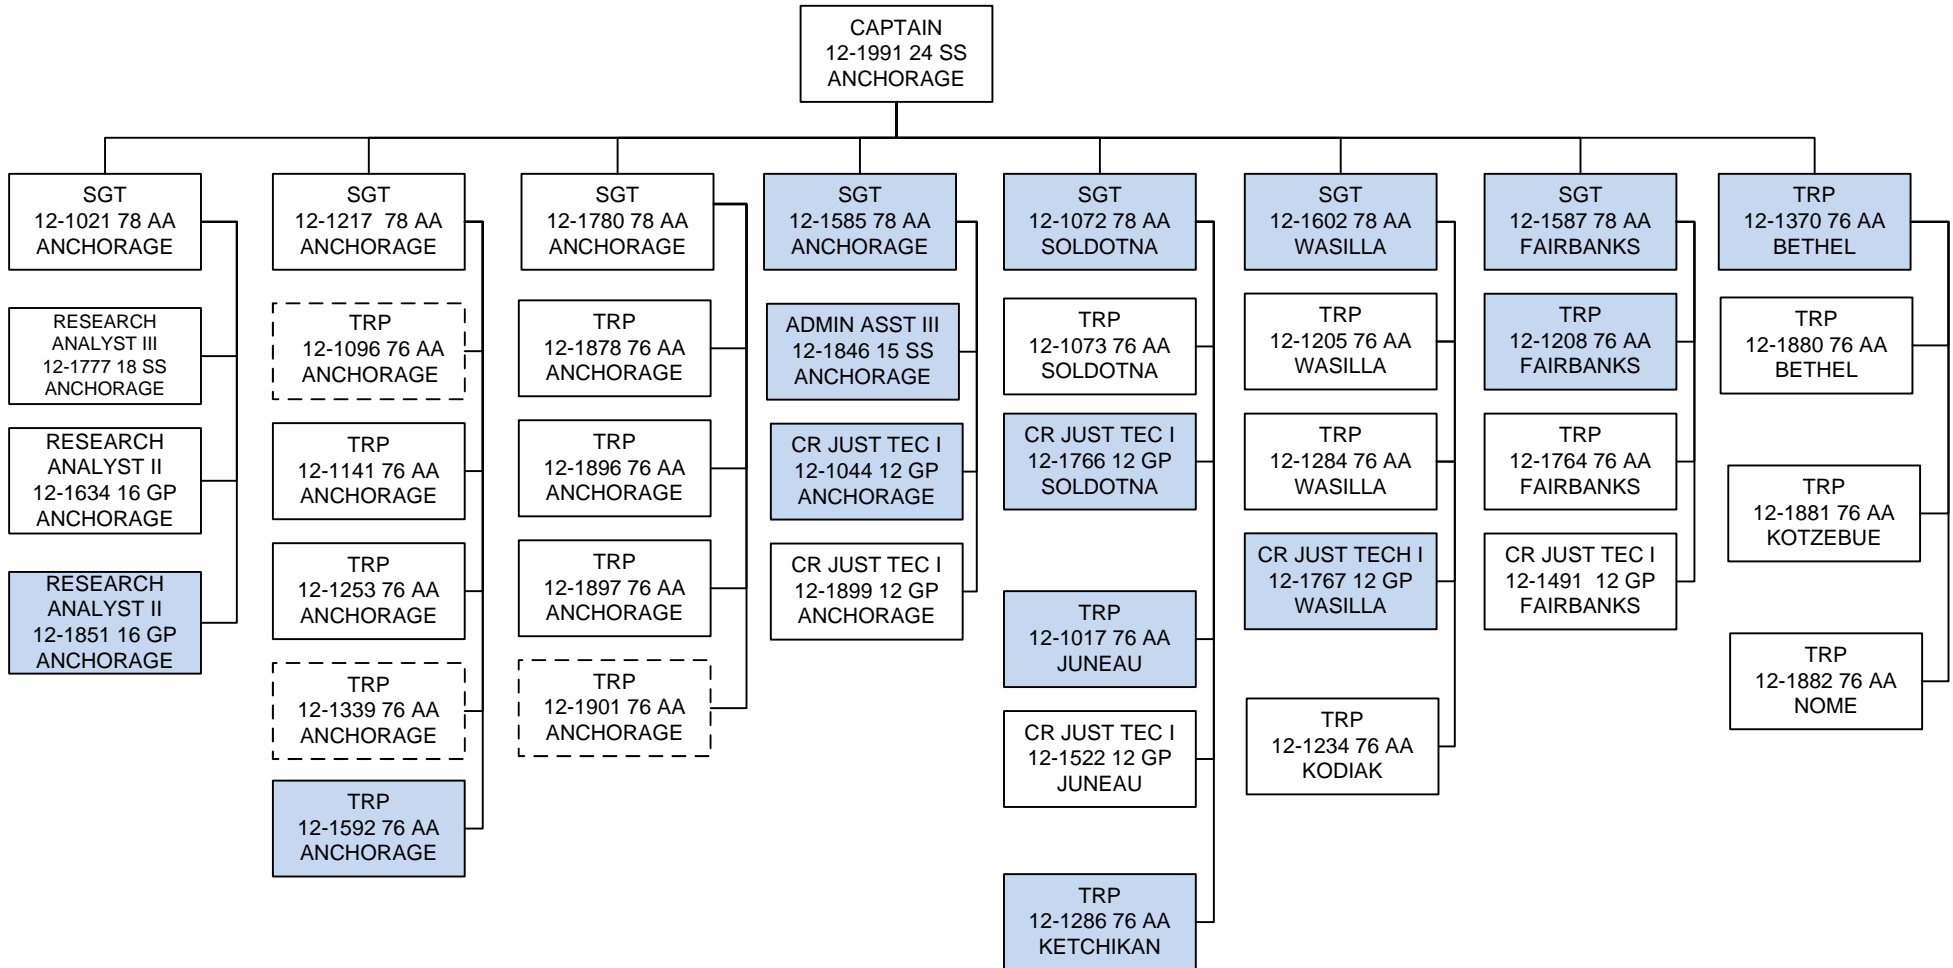 CAPTAIN
12-1991 24 SS
ANCHORAGE
SGT
12-1021 78 AA
ANCHORAGE
RESEARCH
ANALYST III
12-1777 18 SS
ANCHORAGE
RESEARCH
ANALYST II
12-1634 16 GP
ANCHORAGE
RESEARCH
ANALYST II
12-1851 16 GP
ANCHORAGE
SGT
12-1217 78 AA
ANCHORAGE
TRP
12-1096 76 AA
ANCHORAGE
TRP
12-1141 76 AA
ANCHORAGE
TRP
12-1253 76 AA
ANCHORAGE
TRP
12-1339 76 AA
ANCHORAGE
TRP
12-1592 76 AA
ANCHORAGE
SGT
12-1780 78 AA
ANCHORAGE
TRP
12-1878 76 AA
ANCHORAGE
TRP
12-1896 76 AA
ANCHORAGE
TRP
12-1897 76 AA
ANCHORAGE
TRP
12-1901 76 AA
ANCHORAGE
SGT
12-1585 78 AA
ANCHORAGE
ADMIN ASST III
12-1846 15 SS
ANCHORAGE
CR JUST TEC I
12-1044 12 GP
ANCHORAGE
CR JUST TEC I
12-1899 12 GP
ANCHORAGE
SGT
12-1072 78 AA
SOLDOTNA
TRP
12-1073 76 AA
SOLDOTNA
CR JUST TEC I
12-1766 12 GP
SOLDOTNA
TRP
12-1017 76 AA
JUNEAU
CR JUST TEC I
12-1522 12 GP
JUNEAU
TRP
12-1286 76 AA
KETCHIKAN
SGT
12-1602 78 AA
WASILLA
TRP
12-1205 76 AA
WASILLA
TRP
12-1284 76 AA
WASILLA
CR JUST TECH I
12-1767 12 GP
WASILLA
TRP
12-1234 76 AA
KODIAK
SGT
12-1587 78 AA
FAIRBANKS
TRP
12-1208 76 AA
FAIRBANKS
TRP
12-1764 76 AA
FAIRBANKS
CR JUST TEC I
12-1491 12 GP
FAIRBANKS
TRP
12-1370 76 AA
BETHEL
TRP
12-1880 76 AA
BETHEL
TRP
12-1881 76 AA
KOTZEBUE
TRP
12-1882 76 AA
NOME